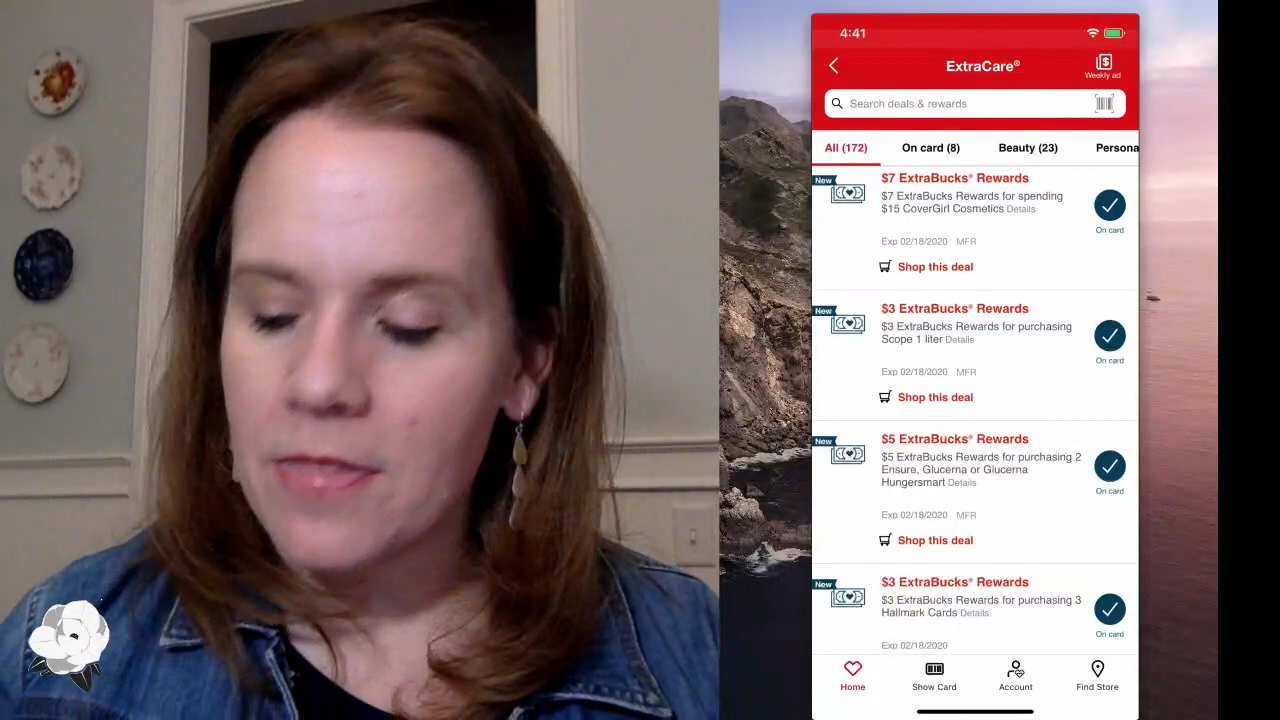 4:41
ExtraCare®
Weekly ad
Search deals & rewards
All (172)
On card (8)
Beauty (23)
Persona
New
$7 ExtraBucks® Rewards
$7 ExtraBucks Rewards for spending
$15 CoverGirl Cosmetics Details
On card
Exp 02/18/2020 MFR
Shop this deal
New
$3 ExtraBucks® Rewards
$3 ExtraBucks Rewards for purchasing
Scope 1 liter Details
On card
Exp 02/18/2020 MFR
Shop this deal
New
$5 ExtraBucks® Rewards
$5 ExtraBucks Rewards for purchasing 2
Ensure, Glucerna or Glucerna
Hungersmart Details
On card
Exp 02/18/2020 MFR
Shop this deal
New
$3 ExtraBucks® Rewards
$3 ExtraBucks Rewards for purchasing 3
Hallmark Cards Details
On card
Exp 02/18/2020
Home
Show Card
Account
Find Store